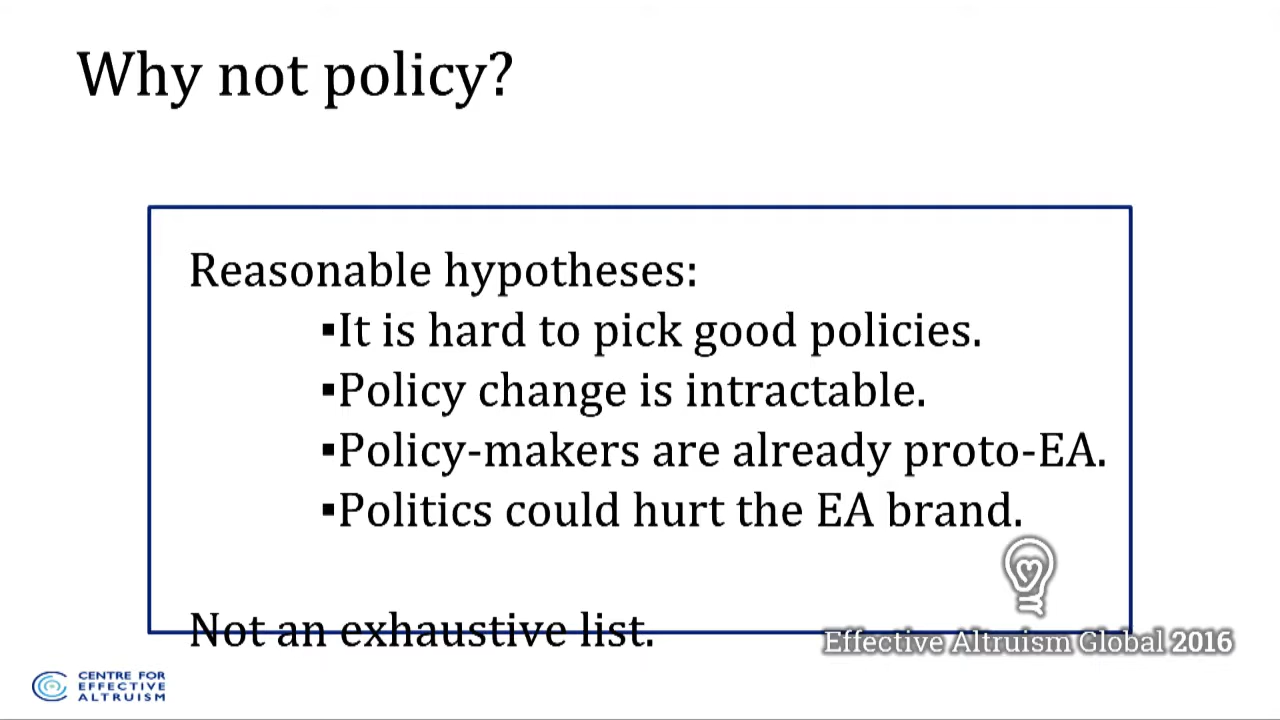 Why not policy?
Reasonable hypotheses:
▪It is hard to pick good policies.
▪Policy change is intractable.
▪Policy-makers are already proto-EA.
▪Politics could hurt the EA brand.
Not an exhaustive list.
Effective Altruism Global 2016
CENTRE FOR
EFFECTIVE
ALTRUISM